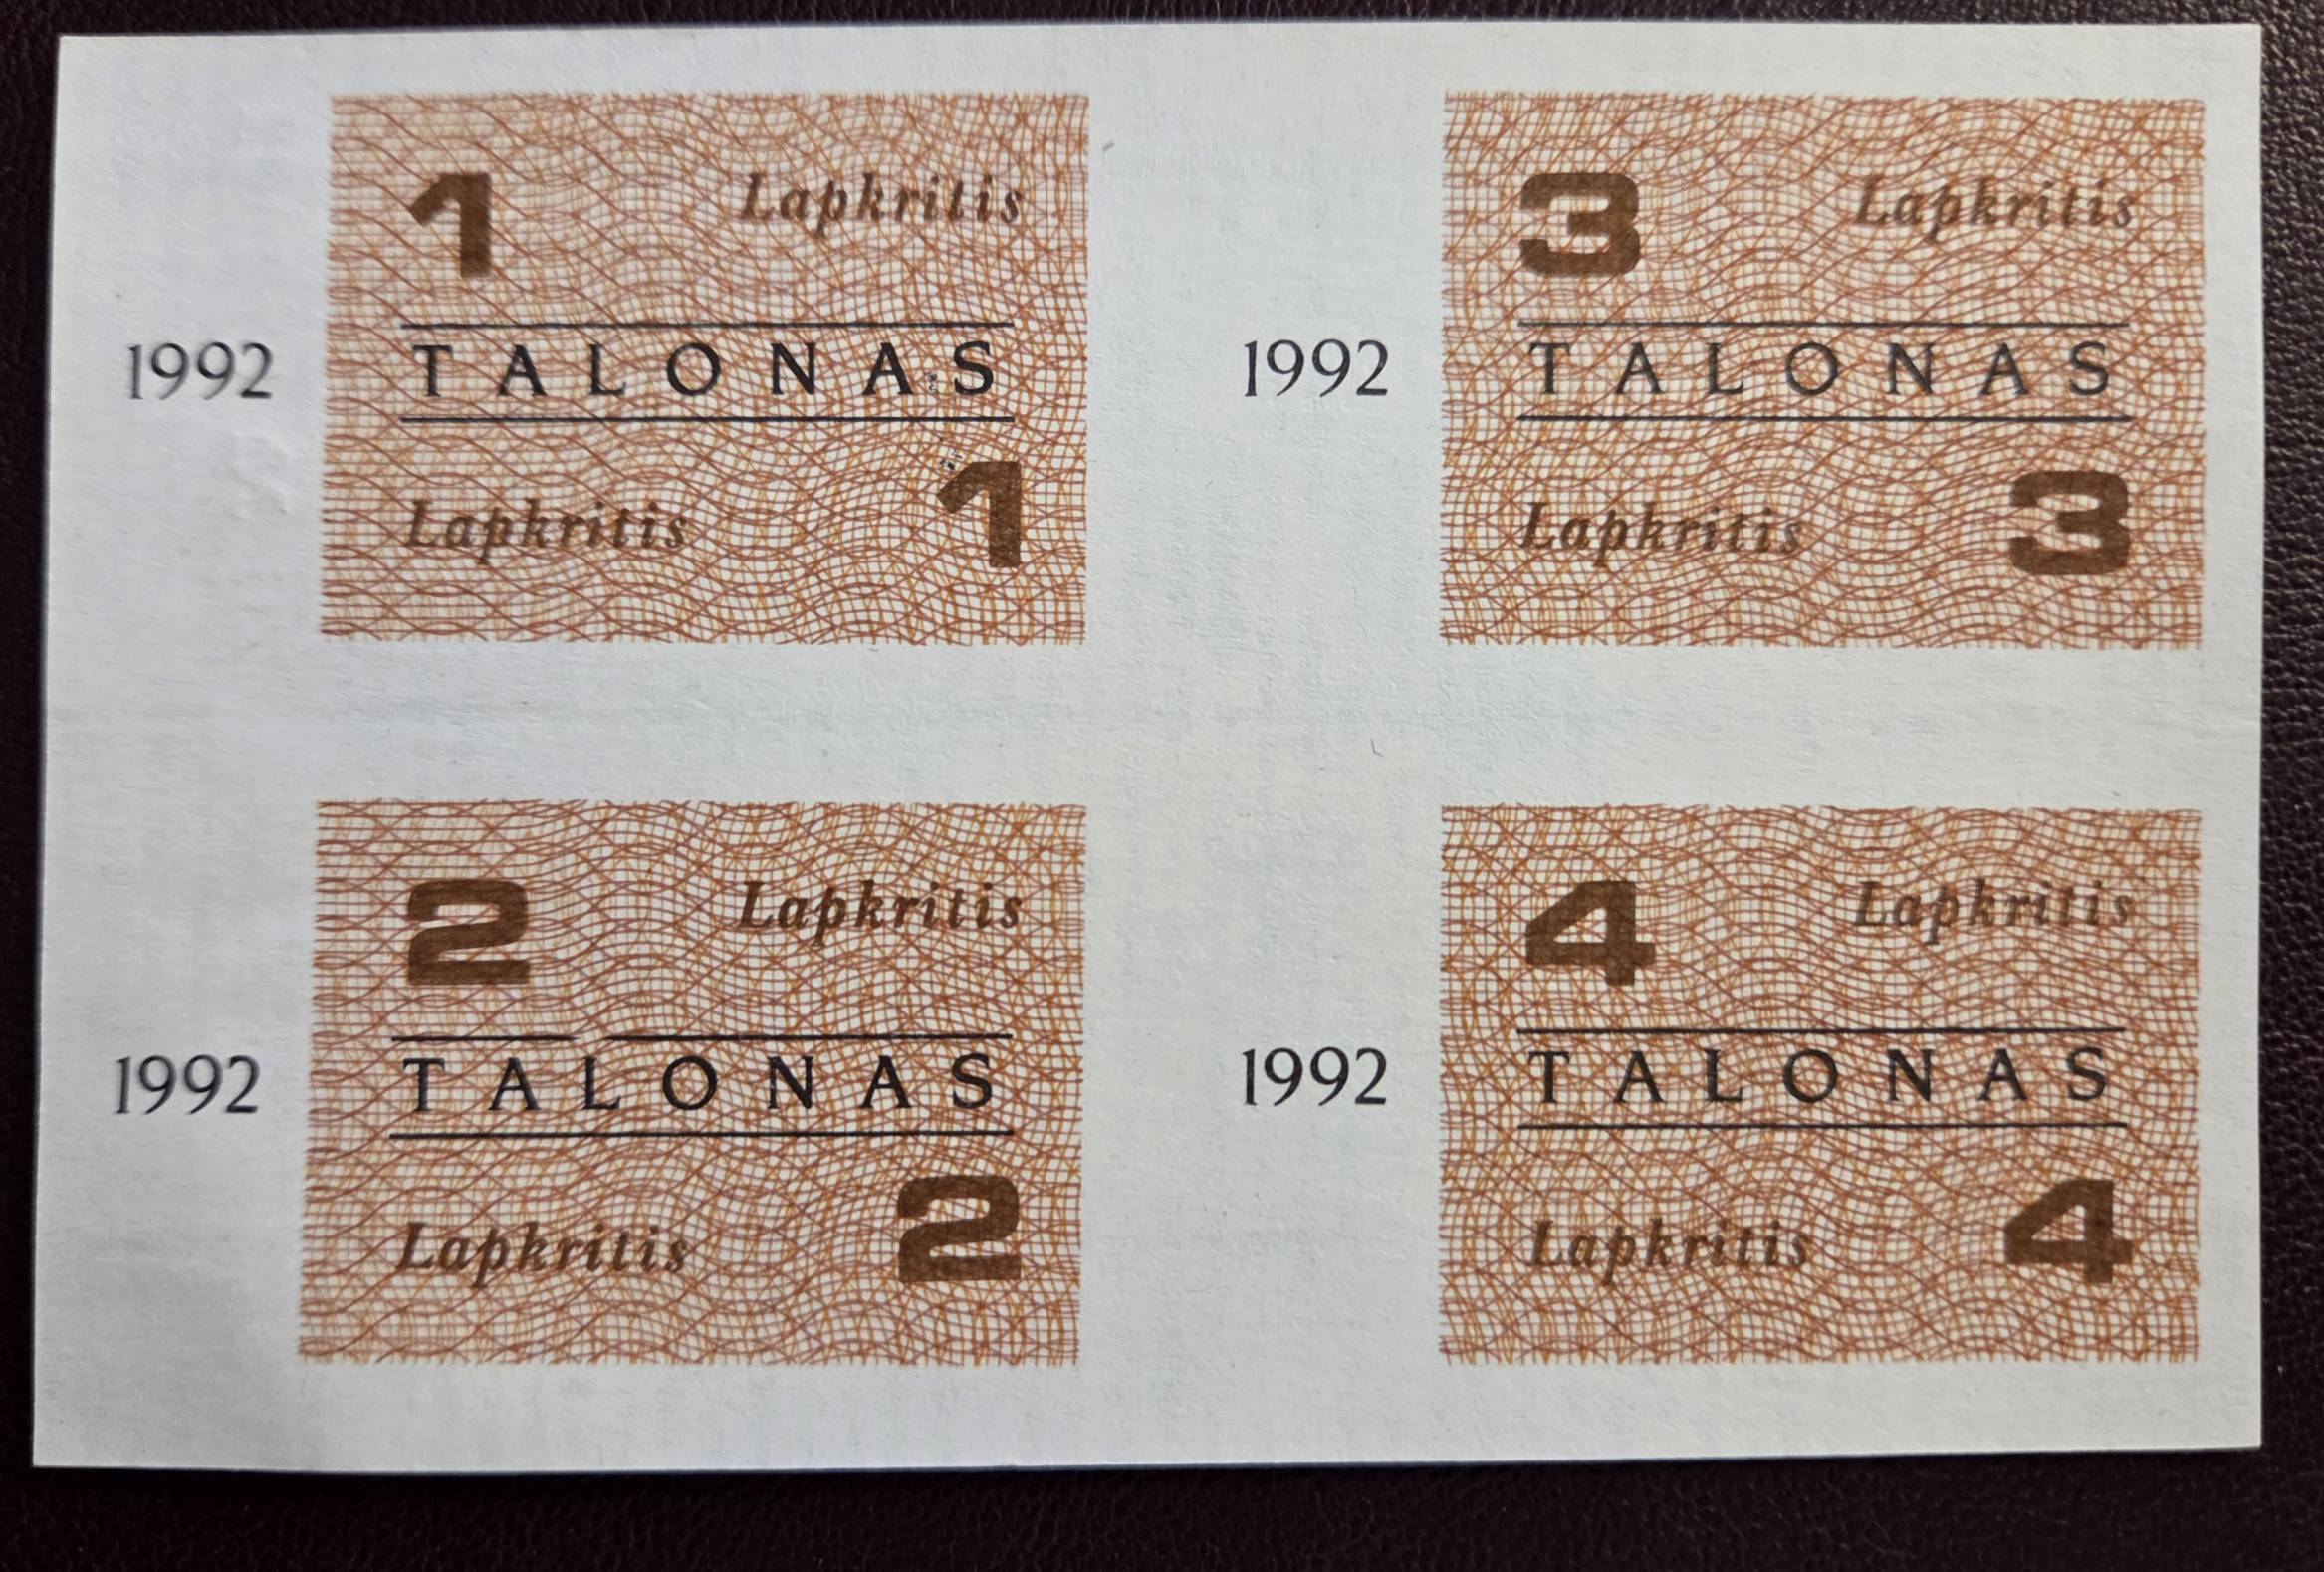 1 Lapkritis
1992 TALONAS
Lapkritis 1
3 Lapkritis
1992 TALONAS
Lapkritis 3
2 Lapkritis
1992 TALONAS
Lapkritis 2
4 Lapkritis
1992 TALONAS
Lapkritis 4